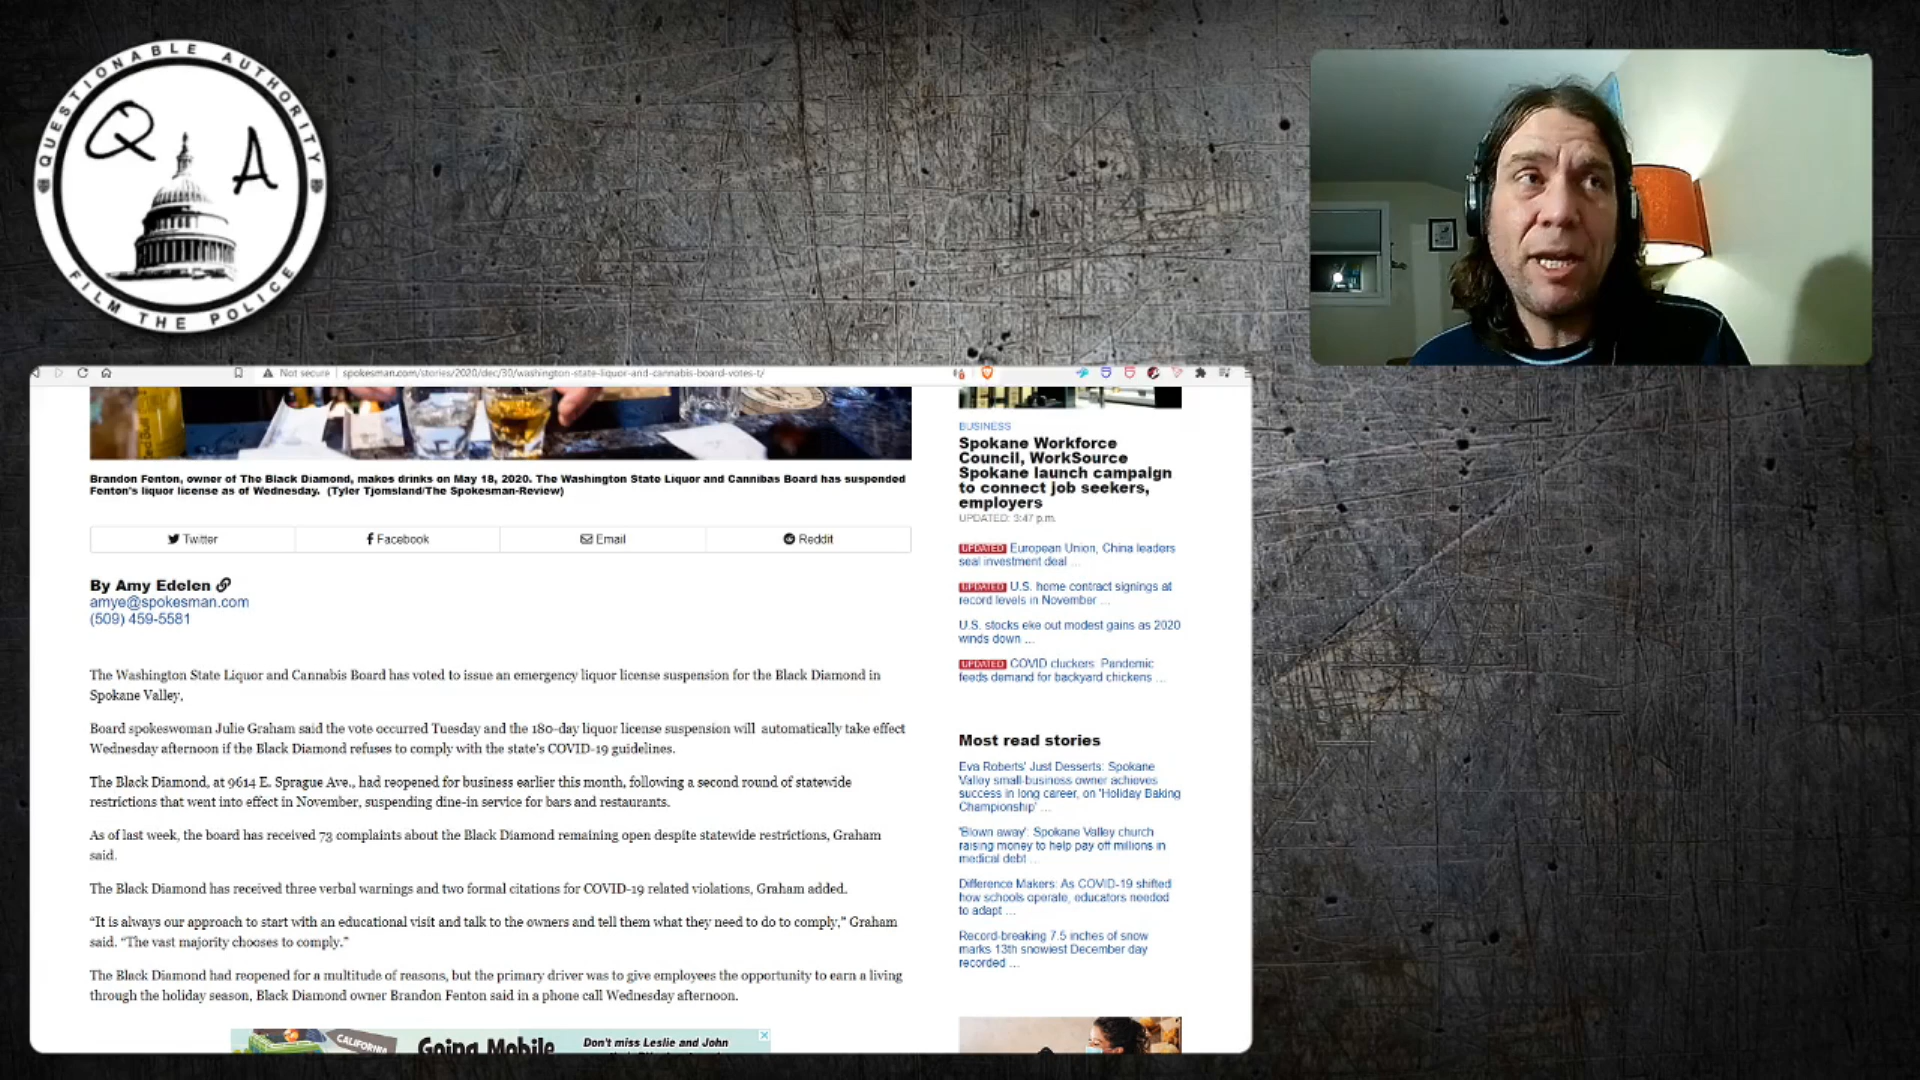 QUESTIONABLE AUTHORITY
Q A
FILM THE POLICE
Not secure | spokesman.com/stories/2020/dec/30/washington-state-liquor-and-cannabis-board-votes-t/
Red Bull
Brandon Fenton, owner of The Black Diamond, makes drinks on May 18, 2020. The Washington State Liquor and Cannibas Board has suspended
Fenton's liquor license as of Wednesday. (Tyler Tjomsland/The Spokesman-Review)
Twitter
Facebook
Email
Reddit
By Amy Edelen
amye@spokesman.com
(509) 459-5581
The Washington State Liquor and Cannabis Board has voted to issue an emergency liquor license suspension for the Black Diamond in
Spokane Valley,
Board spokeswoman Julie Graham said the vote occurred Tuesday and the 180-day liquor license suspension will automatically take effect
Wednesday afternoon if the Black Diamond refuses to comply with the state's COVID-19 guidelines.
The Black Diamond, at 9614 E. Sprague Ave., had reopened for business earlier this month, following a second round of statewide
restrictions that went into effect in November, suspending dine-in service for bars and restaurants.
As of last week, the board has received 73 complaints about the Black Diamond remaining open despite statewide restrictions, Graham
said.
The Black Diamond has received three verbal warnings and two formal citations for COVID-19 related violations, Graham added.
“It is always our approach to start with an educational visit and talk to the owners and tell them what they need to do to comply,” Graham
said. “The vast majority chooses to comply.”
The Black Diamond had reopened for a multitude of reasons, but the primary driver was to give employees the opportunity to earn a living
through the holiday season, Black Diamond owner Brandon Fenton said in a phone call Wednesday afternoon.
CALIFORNIA
Going Mobile
Don't miss Leslie and John
BUSINESS
Spokane Workforce
Council, WorkSource
Spokane launch campaign
to connect job seekers,
employers
UPDATED: 3:47 p.m.
UPDATED European Union, China leaders
seal investment deal ...
UPDATED U.S. home contract signings at
record levels in November ...
U.S. stocks eke out modest gains as 2020
winds down ...
UPDATED COVID cluckers: Pandemic
feeds demand for backyard chickens ...
Most read stories
Eva Roberts' Just Desserts: Spokane
Valley small-business owner achieves
success in long career, on 'Holiday Baking
Championship' ...
'Blown away': Spokane Valley church
raising money to help pay off millions in
medical debt ...
Difference Makers: As COVID-19 shifted
how schools operate, educators needed
to adapt ...
Record-breaking 7.5 inches of snow
marks 13th snowiest December day
recorded ...